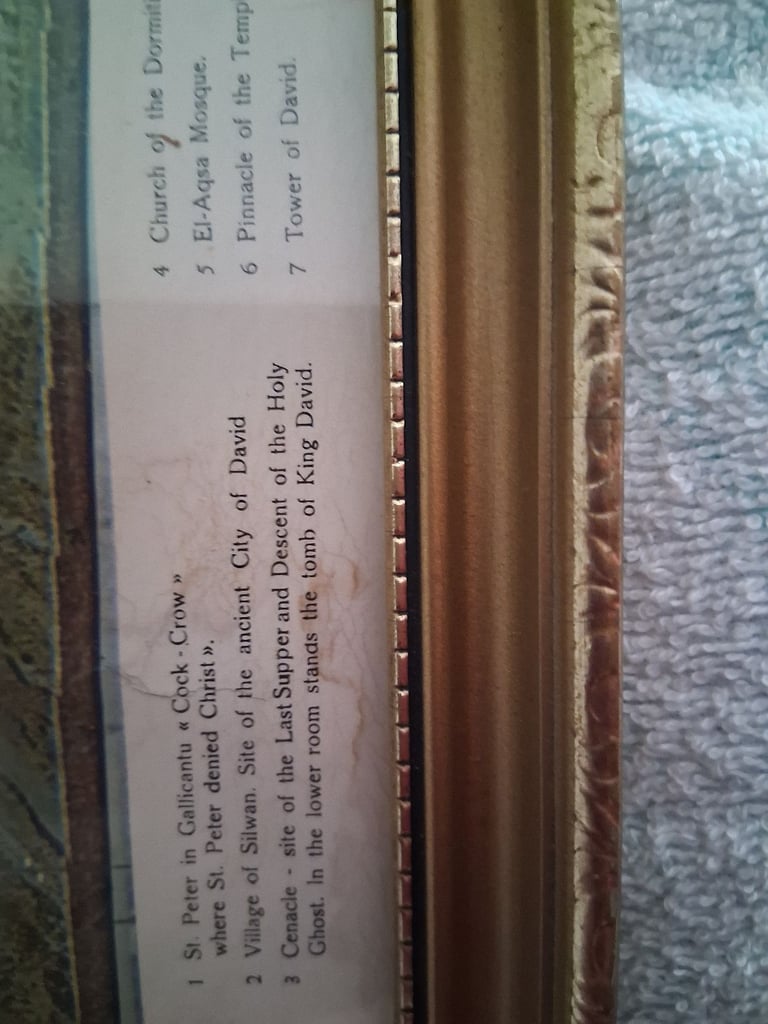 1 St. Peter in Gallicantu « Cock - Crow »
where St. Peter denied Christ ».
2 Village of Silwan. Site of the ancient City of David
3 Cenacle - site of the Last Supper and Descent of the Holy
Ghost. In the lower room stands the tomb of King David.
4 Church of the
5 El-Aqsa Mosque.
6 Pinnacle of the
7 Tower of David.